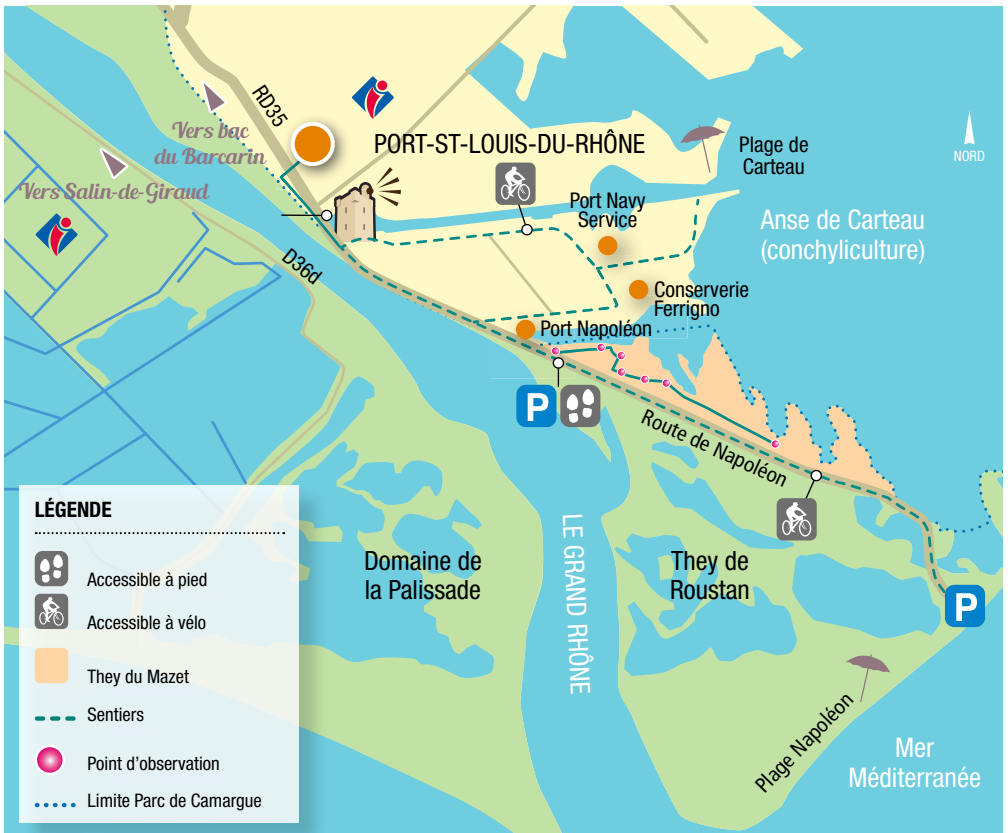 RD35
Vers bac
du Barcarin
Vers Salin-de-Giraud
PORT-ST-LOUIS-DU-RHÔNE
Plage de
Carteau
NORD
Port Navy
Service
Anse de Carteau
(conchyliculture)
D36d
Conserverie
Ferrigno
Port Napoléon
P
Route de Napoléon
LÉGENDE
Accessible à pied
Accessible à vélo
They du Mazet
Sentiers
Point d'observation
Limite Parc de Camargue
Domaine de
la Palissade
LE GRAND RHÔNE
They de
Roustan
P
Plage Napoléon
Mer
Méditerranée